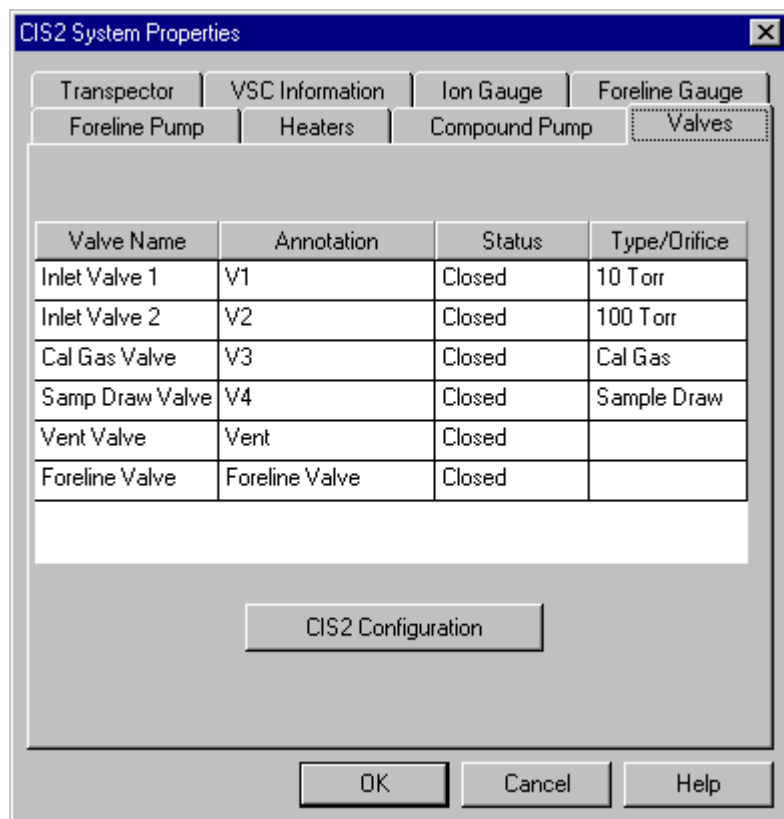 CIS2 System Properties
Transpector VSC Information Ion Gauge Foreline Gauge
Foreline Pump Heaters Compound Pump Valves
Valve Name Annotation Status Type/Orifice
Inlet Valve 1 V1 Closed 10 Torr
Inlet Valve 2 V2 Closed 100 Torr
Cal Gas Valve V3 Closed Cal Gas
Samp Draw Valve V4 Closed Sample Draw
Vent Valve Vent Closed
Foreline Valve Foreline Valve Closed
CIS2 Configuration
OK Cancel Help